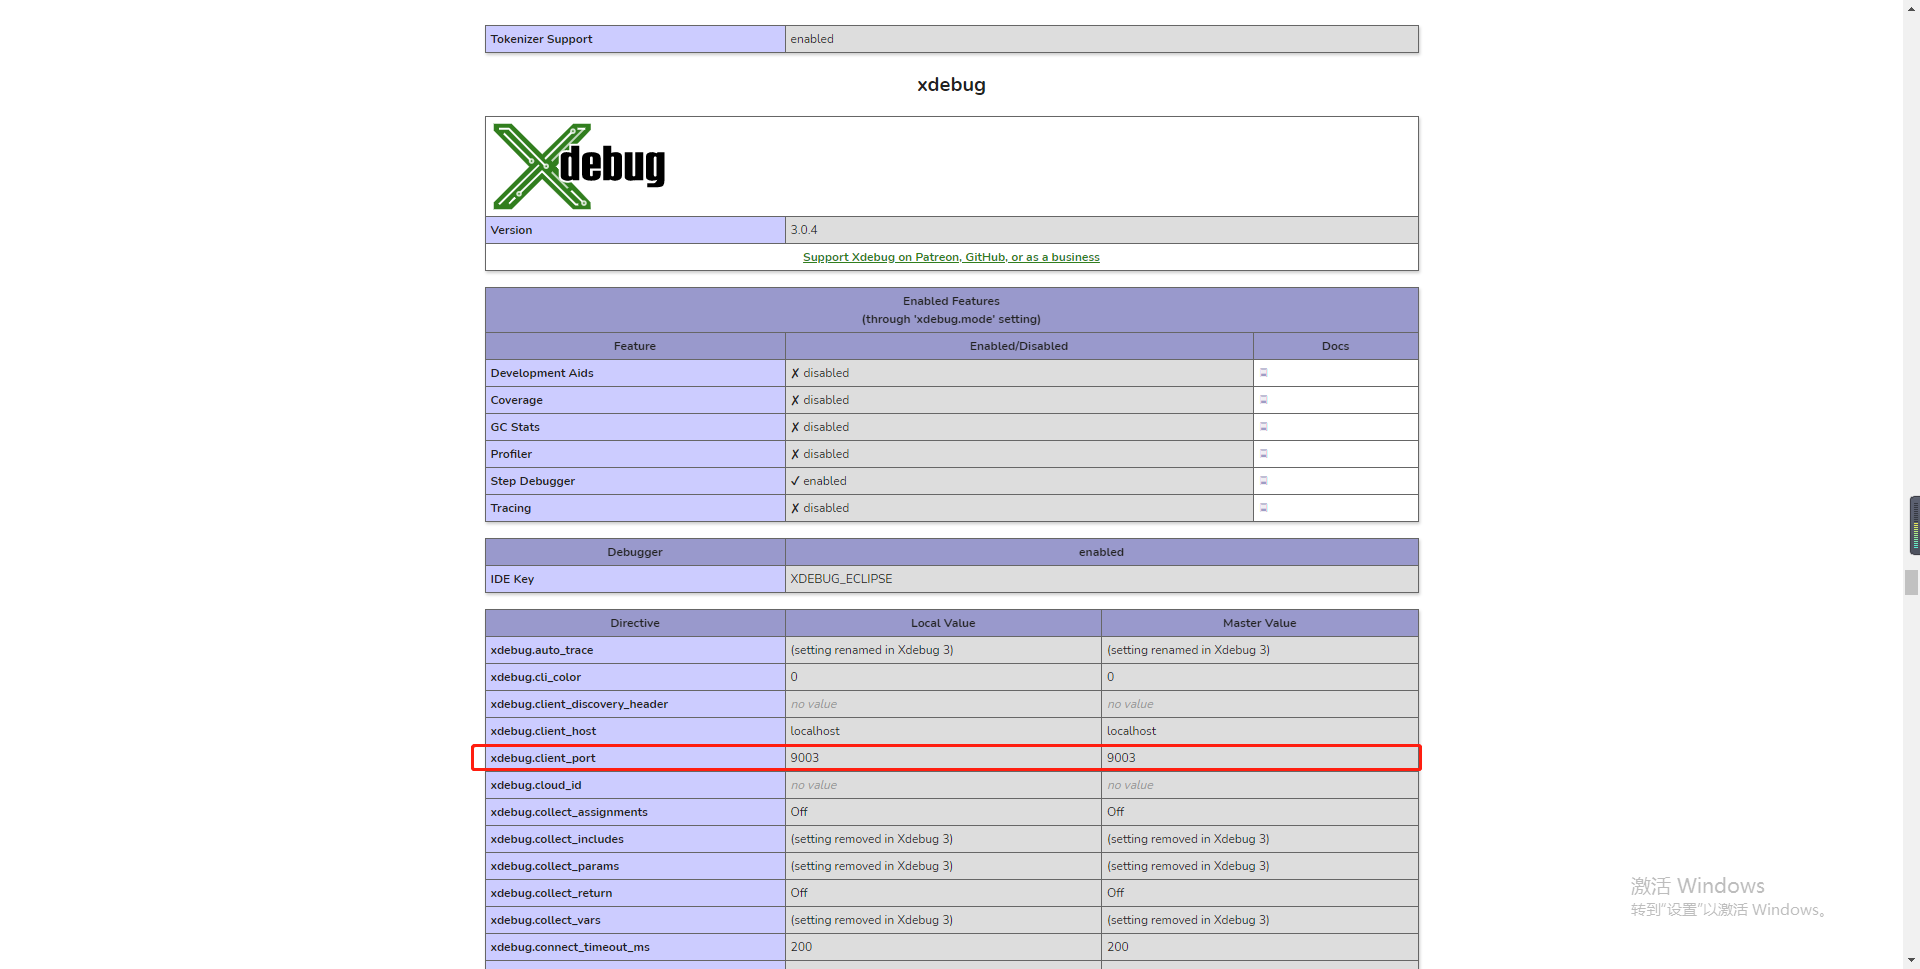 Tokenizer Support enabled
xdebug
Xdebug
Version 3.0.4
Support Xdebug on Patreon, GitHub, or as a business
Enabled Features
(through 'xdebug.mode' setting)
Feature Enabled/Disabled Docs
Development Aids ✗ disabled
Coverage ✗ disabled
GC Stats ✗ disabled
Profiler ✗ disabled
Step Debugger ✓ enabled
Tracing ✗ disabled
Debugger enabled
IDE Key XDEBUG_ECLIPSE
Directive Local Value Master Value
xdebug.auto_trace (setting renamed in Xdebug 3) (setting renamed in Xdebug 3)
xdebug.cli_color 0 0
xdebug.client_discovery_header no value no value
xdebug.client_host localhost localhost
xdebug.client_port 9003 9003
xdebug.cloud_id no value no value
xdebug.collect_assignments Off Off
xdebug.collect_includes (setting removed in Xdebug 3) (setting removed in Xdebug 3)
xdebug.collect_params (setting removed in Xdebug 3) (setting removed in Xdebug 3)
xdebug.collect_return Off Off
xdebug.collect_vars (setting removed in Xdebug 3) (setting removed in Xdebug 3)
xdebug.connect_timeout_ms 200 200
激活 Windows
转到“设置”以激活 Windows。